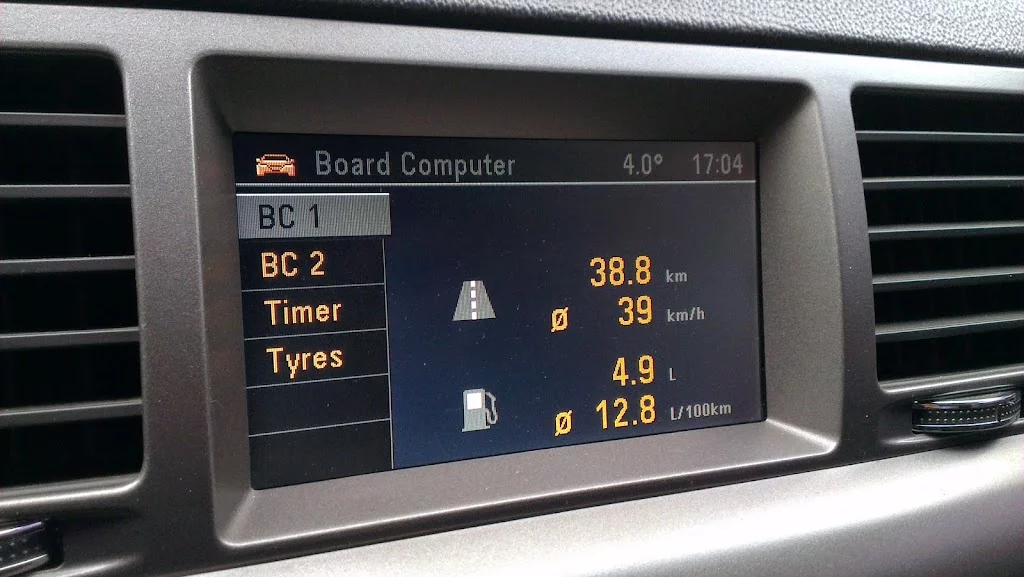 Board Computer 4.0° 17:04
BC 1
BC 2
Timer
Tyres
38.8 km
ø 39 km/h
4.9 L
ø 12.8 L/100km